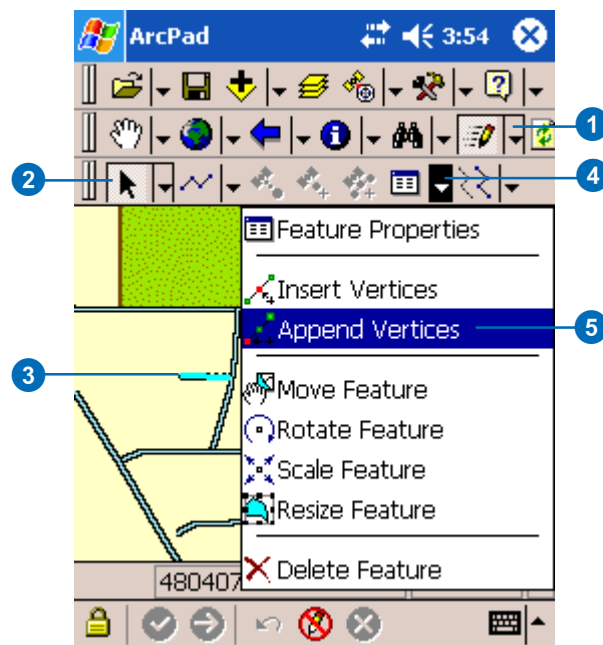 ArcPad 3:54
1
2
4
Feature Properties
Insert Vertices
Append Vertices
5
3
Move Feature
Rotate Feature
Scale Feature
Resize Feature
Delete Feature
480407